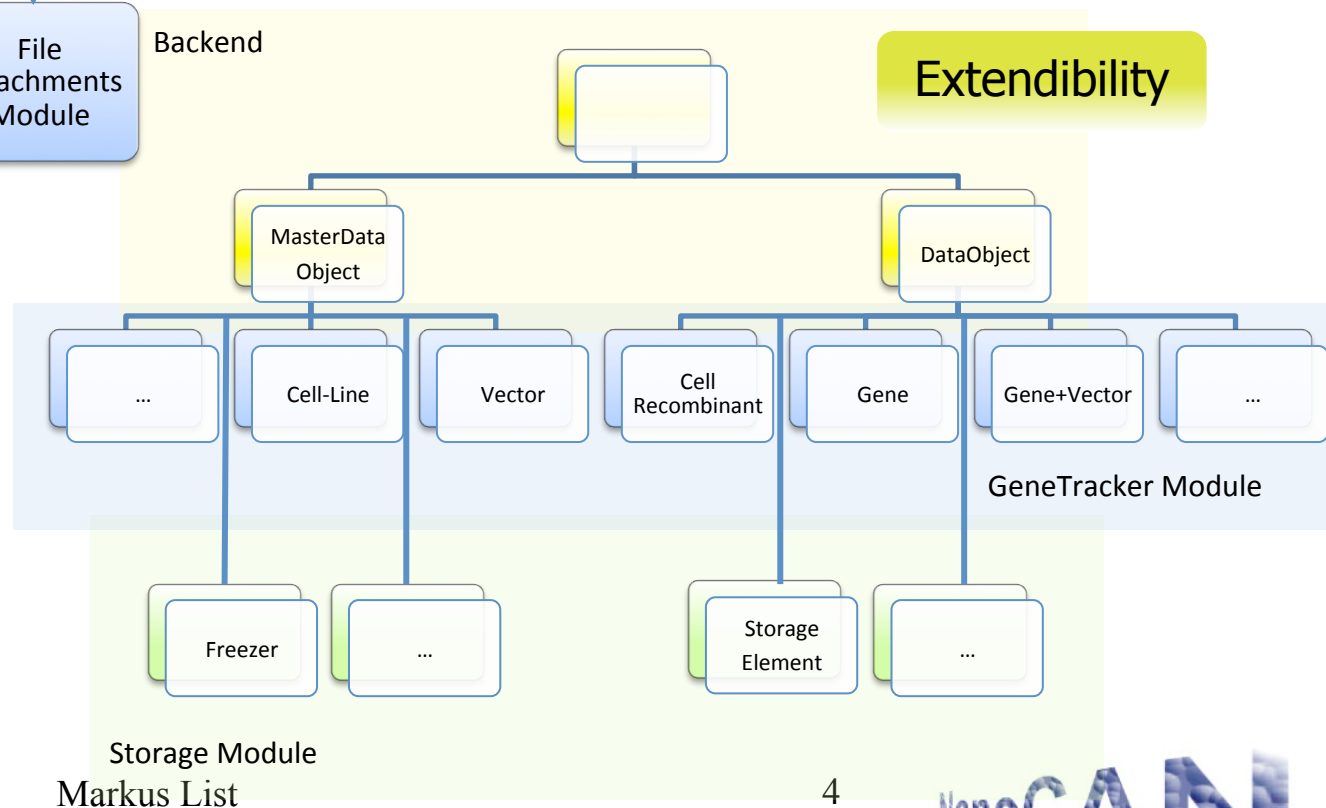 File
achments
Module
Backend
Extendibility
MasterData
Object
DataObject
...
Cell-Line
Vector
Cell
Recombinant
Gene
Gene+Vector
...
GeneTracker Module
Freezer
...
Storage
Element
...
Storage Module
Markus List
4
NanoCAN